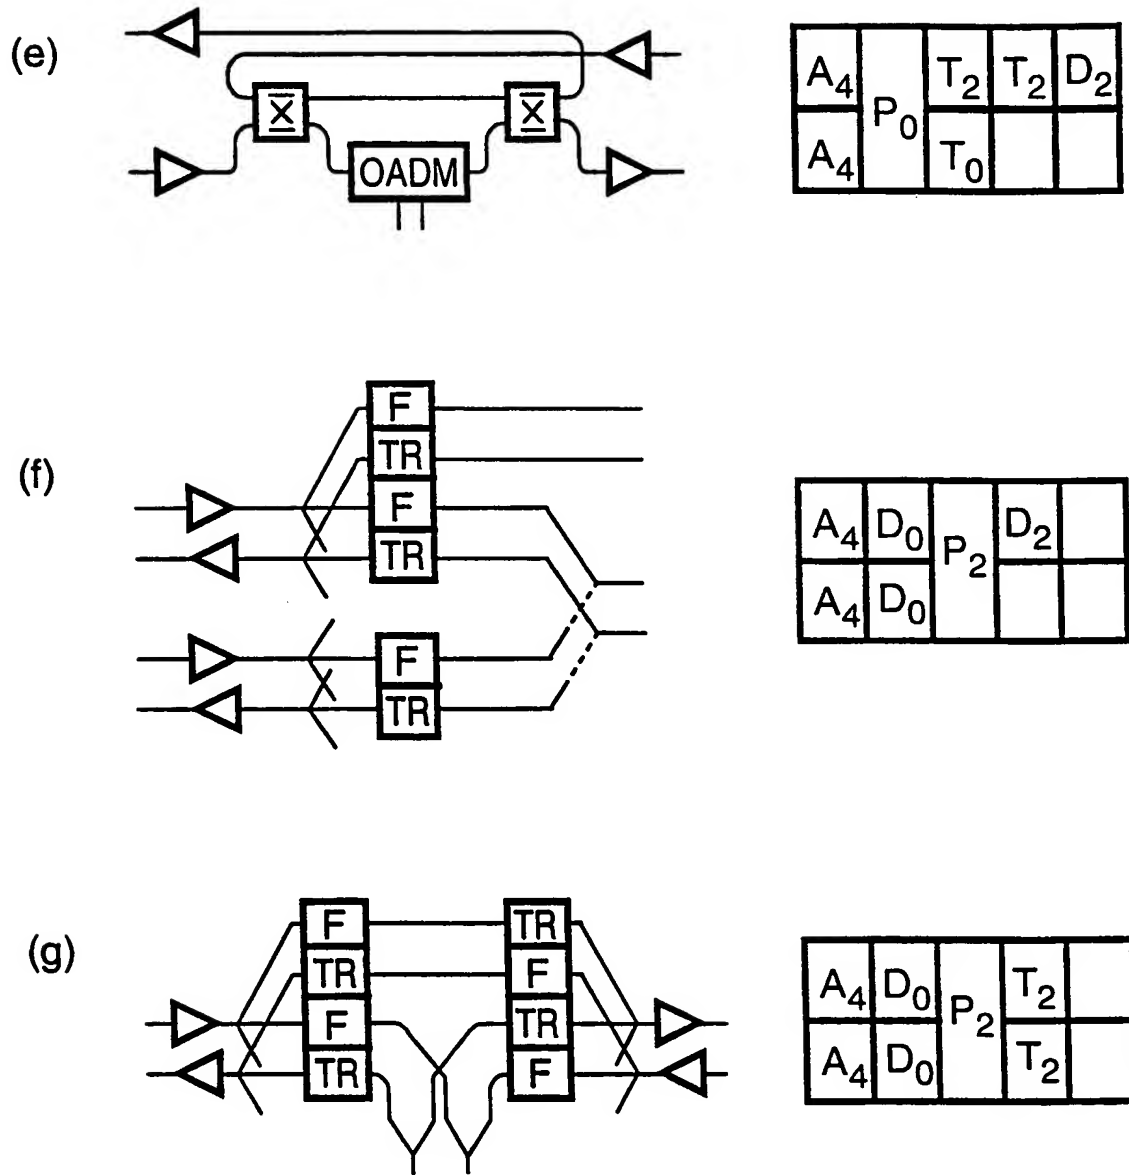 (e)
X
X
OADM
A4 P0 T2 T2 D2
A4 T0
(f)
F
TR
F
TR
F
TR
A4 D0 P2 D2
A4 D0
(g)
F TR
TR F
F TR
TR F
A4 D0 P2 T2
A4 D0 T2